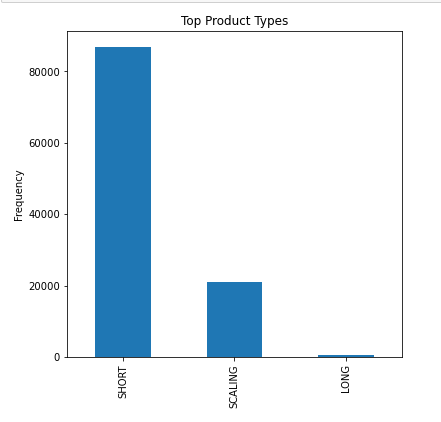 Top Product Types
80000
60000
40000
20000
0
Frequency
SHORT
SCALING
LONG